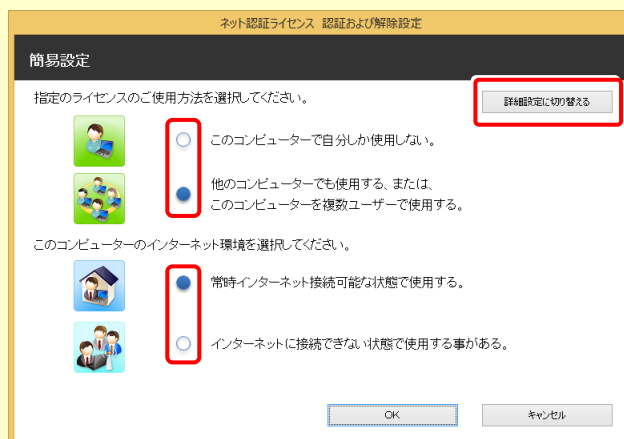 ネット認証ライセンス 認証および解除設定
簡易設定
指定のライセンスのご使用方法を選択してください。
詳細設定に切り替える
このコンピューターで自分しか使用しない。
他のコンピューターでも使用する、または、
このコンピューターを複数ユーザーで使用する。
このコンピューターのインターネット環境を選択してください。
常時インターネット接続可能な状態で使用する。
インターネットに接続できない状態で使用する事がある。
OK
キャンセル